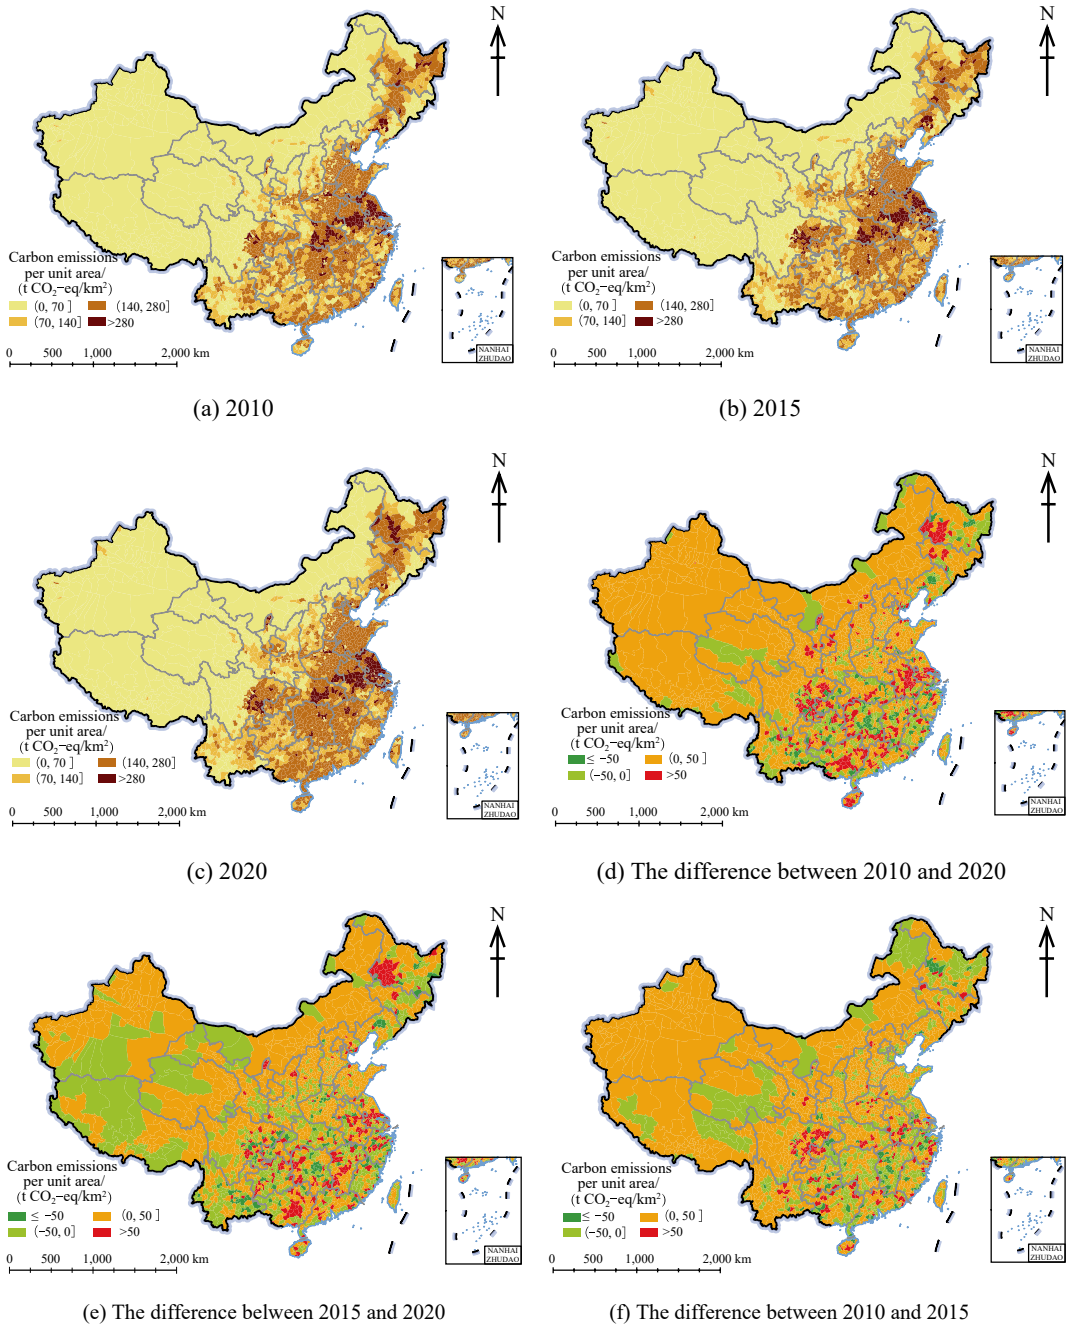 N
Carbon emissions
per unit area/
(t CO₂−eq/km²)
(0, 70 ]
(140, 280]
(70, 140]
>280
0 500 1,000 2,000 km
NANHAI
ZHUDAO
(a) 2010
N
Carbon emissions
per unit area/
(t CO₂−eq/km²)
(0, 70 ]
(140, 280]
(70, 140]
>280
0 500 1,000 2,000 km
NANHAI
ZHUDAO
(b) 2015
N
Carbon emissions
per unit area/
(t CO₂−eq/km²)
(0, 70 ]
(140, 280]
(70, 140]
>280
0 500 1,000 2,000 km
NANHAI
ZHUDAO
(c) 2020
N
Carbon emissions
per unit area/
(t CO₂−eq/km²)
≤ −50
(0, 50 ]
(−50, 0]
>50
0 500 1,000 2,000 km
NANHAI
ZHUDAO
(d) The difference between 2010 and 2020
N
Carbon emissions
per unit area/
(t CO₂−eq/km²)
≤ −50
(0, 50 ]
(−50, 0]
>50
0 500 1,000 2,000 km
NANHAI
ZHUDAO
(e) The difference belween 2015 and 2020
N
Carbon emissions
per unit area/
(t CO₂−eq/km²)
≤ −50
(0, 50 ]
(−50, 0]
>50
0 500 1,000 2,000 km
NANHAI
ZHUDAO
(f) The difference between 2010 and 2015